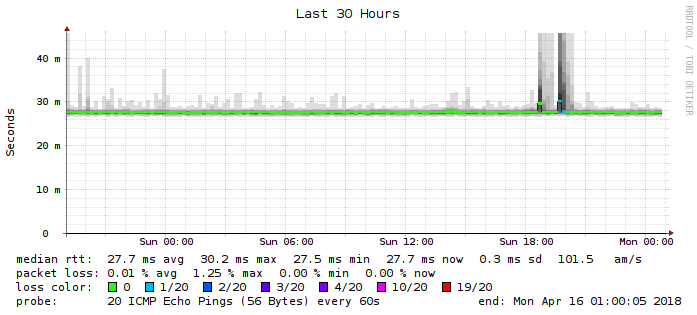 Last 30 Hours
RRDTOOL / TOBI OETIKER
Seconds
40 m
30 m
20 m
10 m
0
Sun 00:00 Sun 06:00 Sun 12:00 Sun 18:00 Mon 00:00
median rtt: 27.7 ms avg 30.2 ms max 27.5 ms min 27.7 ms now 0.3 ms sd 101.5 am/s
packet loss: 0.01 % avg 1.25 % max 0.00 % min 0.00 % now
loss color: 0 1/20 2/20 3/20 4/20 10/20 19/20
probe: 20 ICMP Echo Pings (56 Bytes) every 60s end: Mon Apr 16 01:00:05 2018